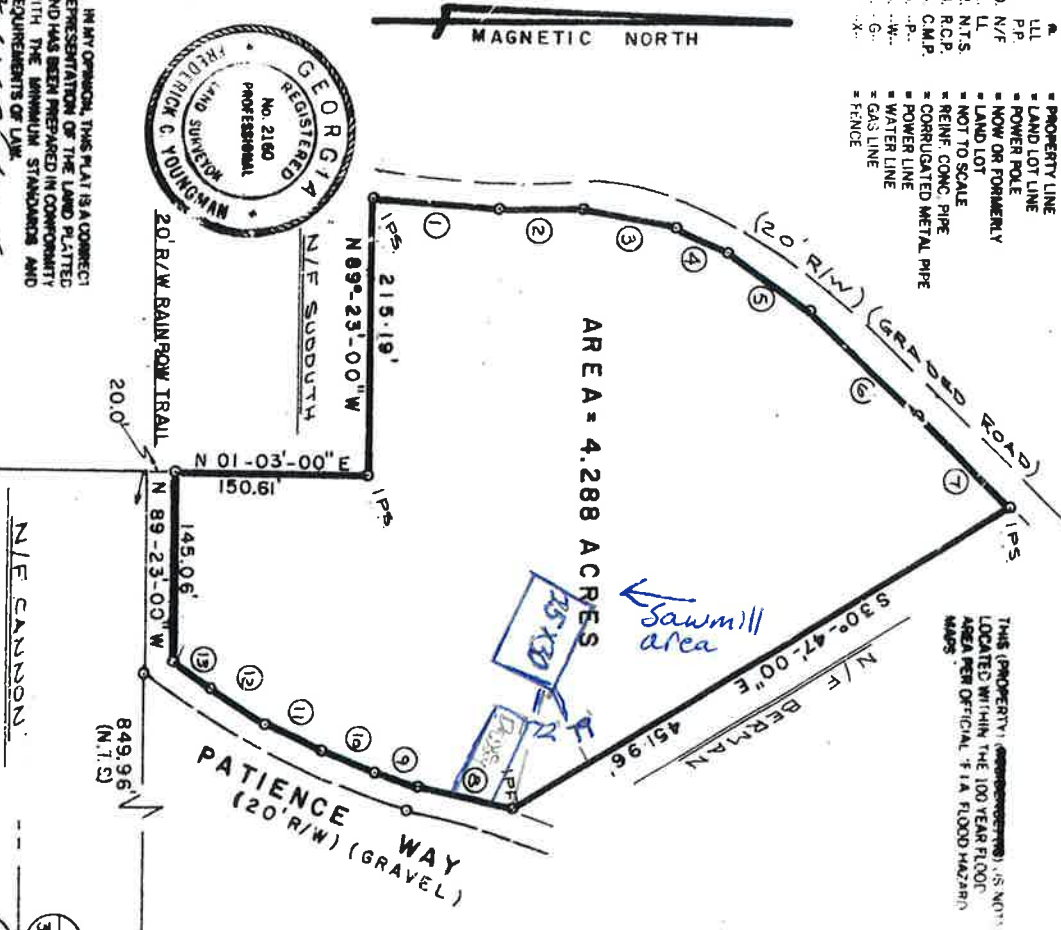 MAGNETIC NORTH
LLL
P.P.
N/F
LL
N.T.S.
R.C.P.
C.M.P.
--P--
--W--
--G--
--X--
= PROPERTY LINE
= LAND LOT LINE
= POWER POLE
= NOW OR FORMERLY
= LAND LOT
= NOT TO SCALE
= REINF. CONC. PIPE
= CORRUGATED METAL PIPE
= POWER LINE
= WATER LINE
= GAS LINE
= FENCE
GEORGIA
REGISTERED
No. 2160
PROFESSIONAL
LAND SURVEYOR
FREDERICK C. YOUNGMAN
IN MY OPINION, THIS PLAT IS A CORRECT
REPRESENTATION OF THE LAND PLATTED
AND HAS BEEN PREPARED IN CONFORMITY
WITH THE MINIMUM STANDARDS AND
REQUIREMENTS OF LAW.
THIS (PROPERTY) IS NOT
LOCATED WITHIN THE 100 YEAR FLOOD
AREA PER OFFICIAL F I A FLOOD HAZARD
MAPS.
(20' R/W) (GRADED ROAD)
1
2
3
4
5
6
7
IPS.
215.19'
N 89°-23'-00" W
N/F SUDDUTH
20' R/W RAINBOW TRAIL
20.0'
N 01-03'-00" E
150.61'
IPS.
AREA = 4.288 ACRES
IPS
S 30°-47'-00" E
451.96'
N/F BERMAN
Sawmill
area
25 X 30
72'
79'
IPF
145.06'
N 89-23-00" W
13
12
11
10
9
8
PATIENCE WAY
(20' R/W) (GRAVEL)
849.96'
(N.T.S)
N/F CANNON
3